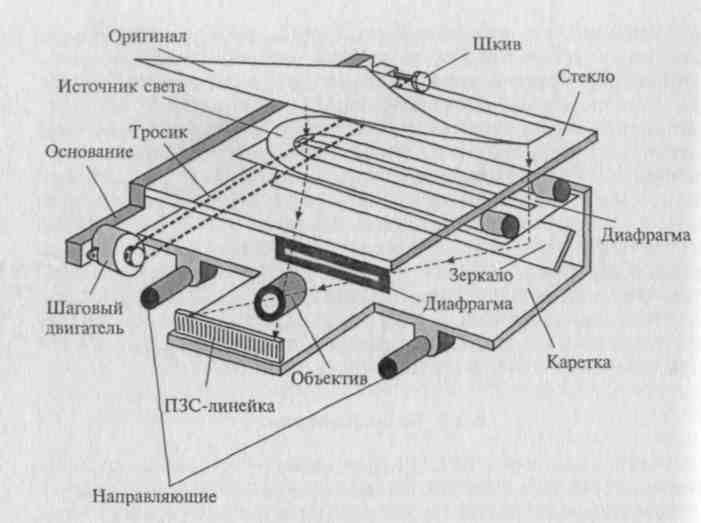 Оригинал
Шкив
Стекло
Источник света
Тросик
Основание
Диафрагма
Зеркало
Диафрагма
Шаговый
двигатель
Каретка
Объектив
ПЗС-линейка
Направляющие